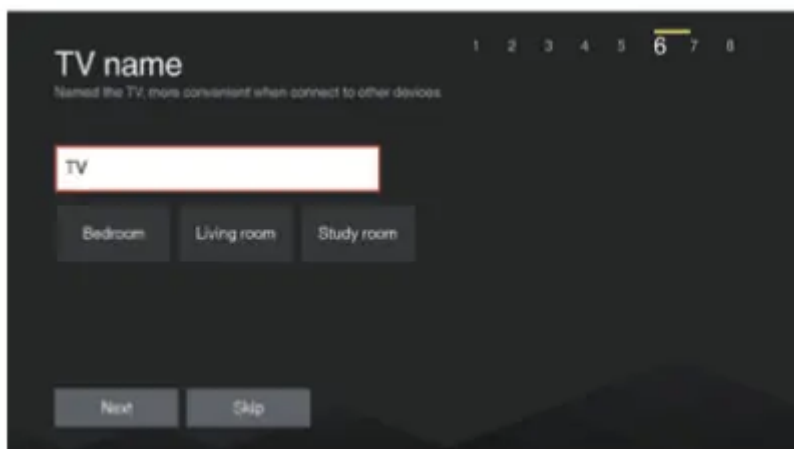 1 2 3 4 5 6 7 8
TV name
Named the TV, more convenient when connect to other devices
TV
Bedroom Living room Study room
Next Skip